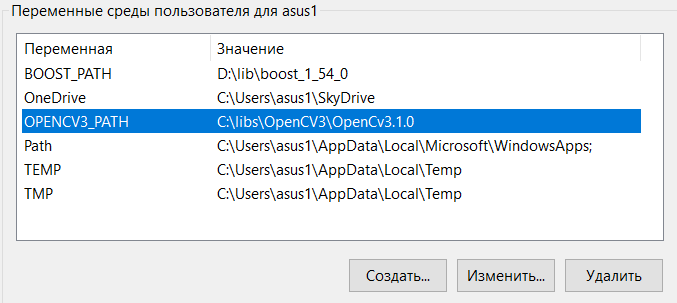 Переменные среды пользователя для asus1
Переменная Значение
BOOST_PATH D:\lib\boost_1_54_0
OneDrive C:\Users\asus1\SkyDrive
OPENCV3_PATH C:\libs\OpenCV3\OpenCv3.1.0
Path C:\Users\asus1\AppData\Local\Microsoft\WindowsApps;
TEMP C:\Users\asus1\AppData\Local\Temp
TMP C:\Users\asus1\AppData\Local\Temp
Создать... Изменить... Удалить